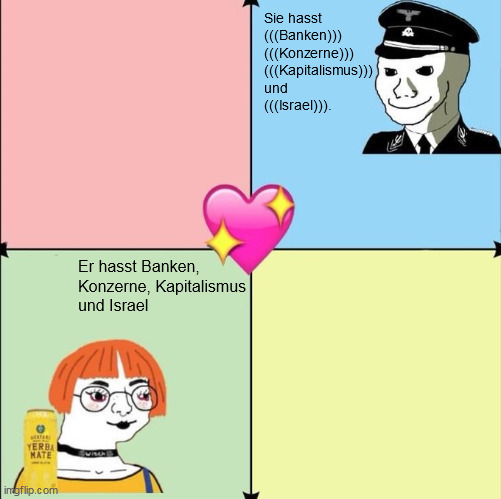 Sie hasst
(((Banken)))
(((Konzerne)))
(((Kapitalismus)))
und
(((Israel))).
Er hasst Banken,
Konzerne, Kapitalismus
und Israel
YERBA
MATE
imgflip.com